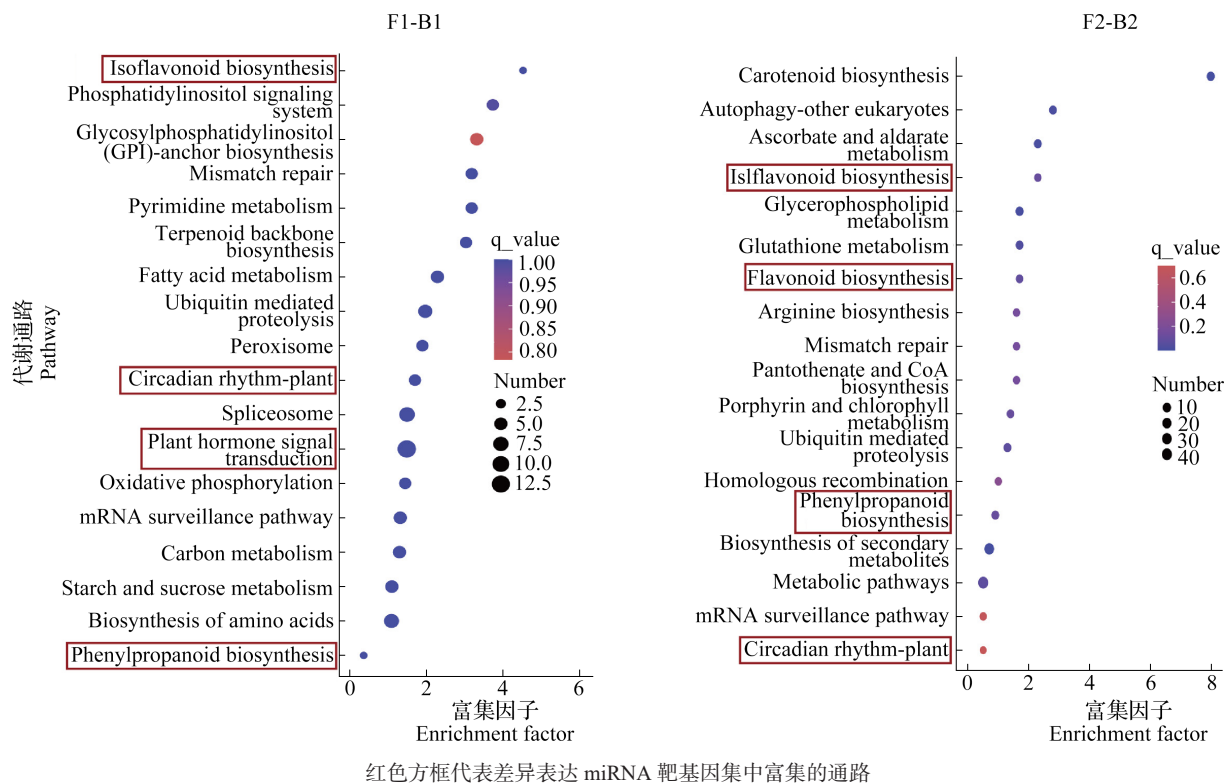 F1-B1
Isoflavonoid biosynthesis
Phosphatidylinositol signaling
system
Glycosylphosphatidylinositol
(GPI)-anchor biosynthesis
Mismatch repair
Pyrimidine metabolism
Terpenoid backbone
biosynthesis
Fatty acid metabolism
Ubiquitin mediated
proteolysis
Peroxisome
Circadian rhythm-plant
Spliceosome
Plant hormone signal
transduction
Oxidative phosphorylation
mRNA surveillance pathway
Carbon metabolism
Starch and sucrose metabolism
Biosynthesis of amino acids
Phenylpropanoid biosynthesis
代谢通路
Pathway
q_value
1.00
0.95
0.90
0.85
0.80
Number
2.5
5.0
7.5
10.0
12.5
0 2 4 6
富集因子
Enrichment factor
F2-B2
Carotenoid biosynthesis
Autophagy-other eukaryotes
Ascorbate and aldarate
metabolism
Islflavonoid biosynthesis
Glycerophospholipid
metabolism
Glutathione metabolism
Flavonoid biosynthesis
Arginine biosynthesis
Mismatch repair
Pantothenate and CoA
biosynthesis
Porphyrin and chlorophyll
metabolism
Ubiquitin mediated
proteolysis
Homologous recombination
Phenylpropanoid
biosynthesis
Biosynthesis of secondary
metabolites
Metabolic pathways
mRNA surveillance pathway
Circadian rhythm-plant
q_value
0.6
0.4
0.2
Number
10
20
30
40
0 2 4 6 8
富集因子
Enrichment factor
红色方框代表差异表达 miRNA 靶基因集中富集的通路